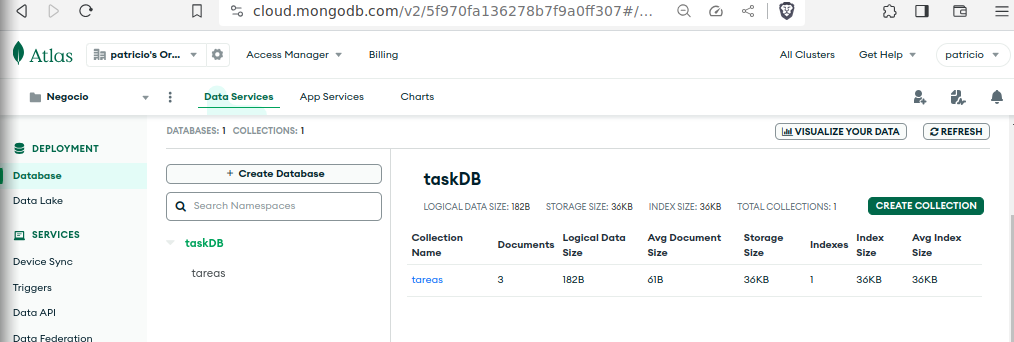 cloud.mongodb.com/v2/5f970fa136278b7f9a0ff307#/...
Atlas patricio's Or... Access Manager Billing All Clusters Get Help patricio
Negocio Data Services App Services Charts
DATABASES: 1 COLLECTIONS: 1 VISUALIZE YOUR DATA REFRESH
DEPLOYMENT
Database
Data Lake
SERVICES
Device Sync
Triggers
Data API
Data Federation
+ Create Database
Search Namespaces
taskDB
tareas
taskDB
LOGICAL DATA SIZE: 182B STORAGE SIZE: 36KB INDEX SIZE: 36KB TOTAL COLLECTIONS: 1 CREATE COLLECTION
Collection Name Documents Logical Data Size Avg Document Size Storage Size Indexes Index Size Avg Index Size
tareas 3 182B 61B 36KB 1 36KB 36KB